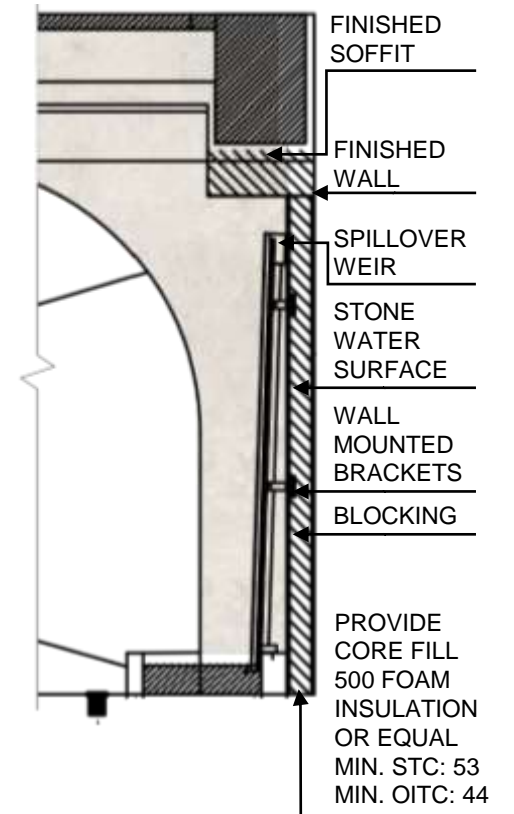 FINISHED
SOFFIT
FINISHED
WALL
SPILLOVER
WEIR
STONE
WATER
SURFACE
WALL
MOUNTED
BRACKETS
BLOCKING
PROVIDE
CORE FILL
500 FOAM
INSULATION
OR EQUAL
MIN. STC: 53
MIN. OITC: 44